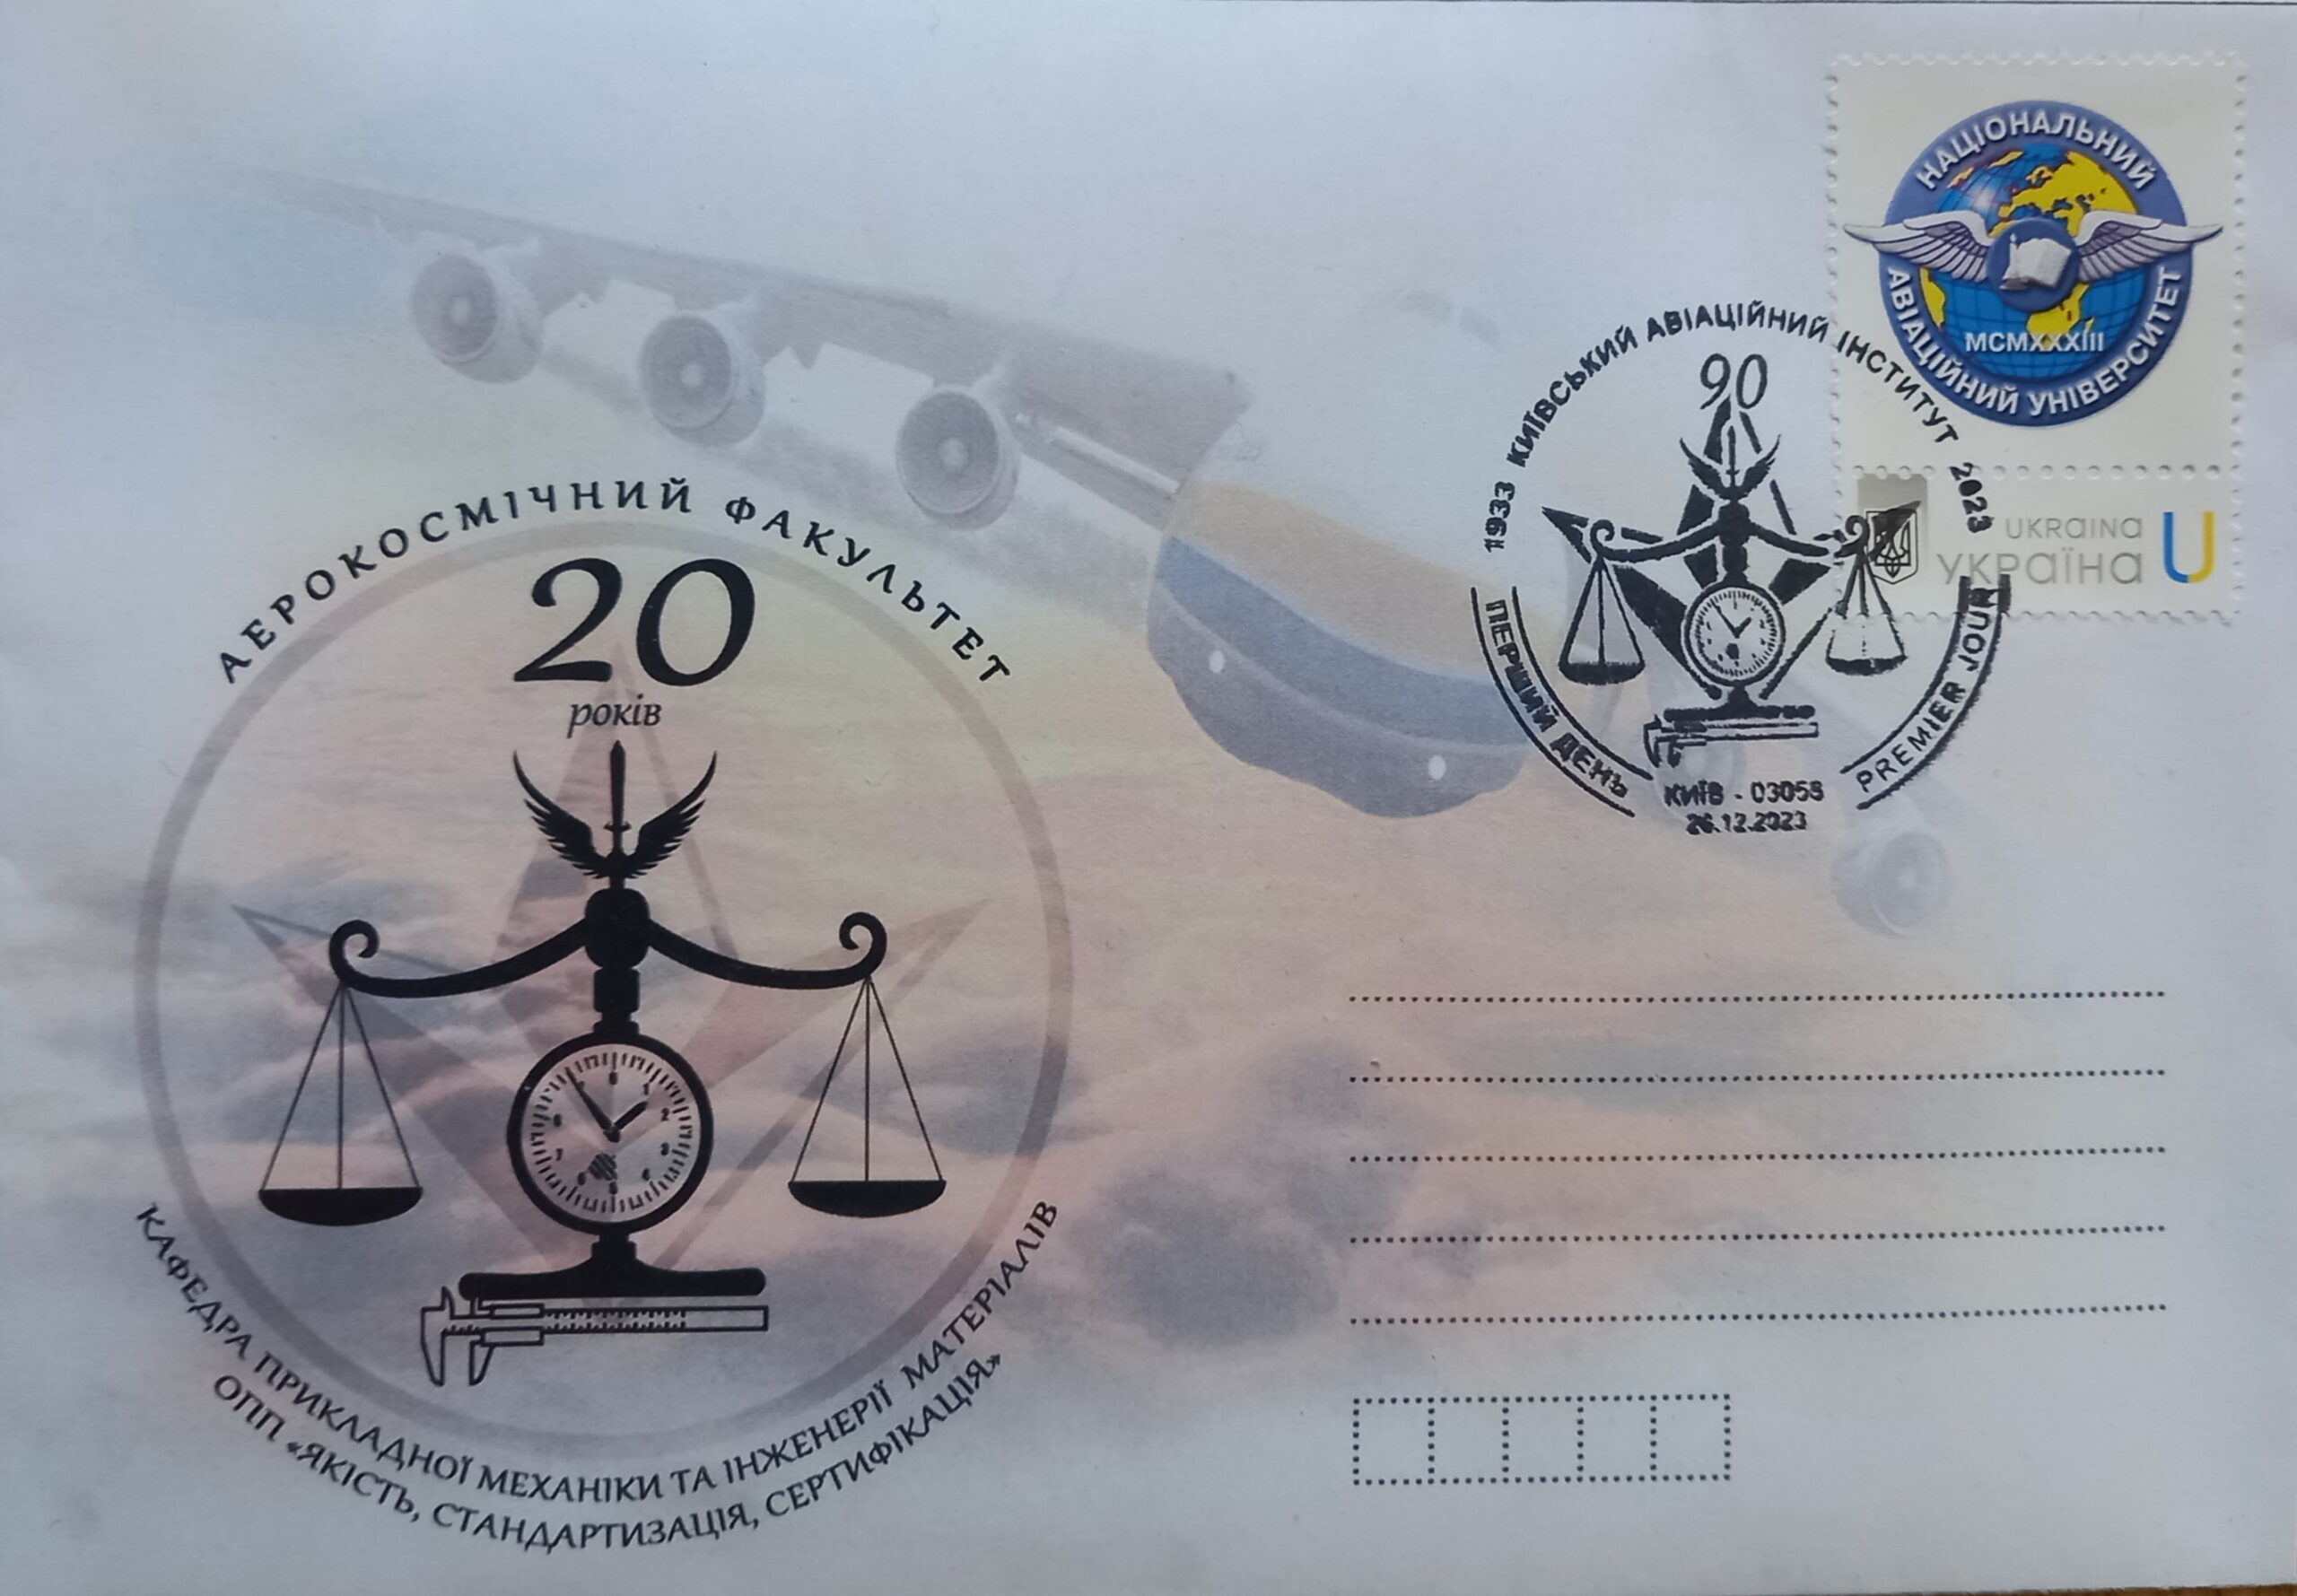 АЕРОКОСМІЧНИЙ ФАКУЛЬТЕТ
20
років
КАФЕДРА ПРИКЛАДНОЇ МЕХАНІКИ ТА ІНЖЕНЕРІЇ МАТЕРІАЛІВ
ОПП «ЯКІСТЬ, СТАНДАРТИЗАЦІЯ, СЕРТИФІКАЦІЯ»
1933 КИЇВСЬКИЙ АВІАЦІЙНИЙ ІНСТИТУТ 2023
90
ПЕРШИЙ ДЕНЬ
PREMIER JOUR
КИЇВ - 03058
26.12.2023
НАЦІОНАЛЬНИЙ
АВІАЦІЙНИЙ УНІВЕРСИТЕТ
MCMXXXIII
UKRAINA
УКРАЇНА
U